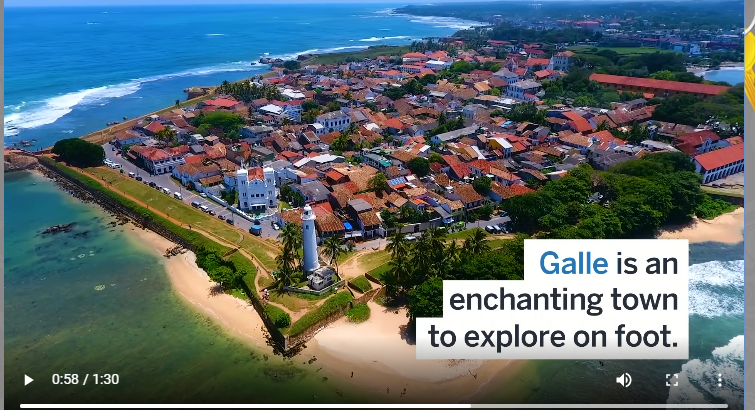 Galle is an
enchanting town
to explore on foot.
0:58 / 1:30